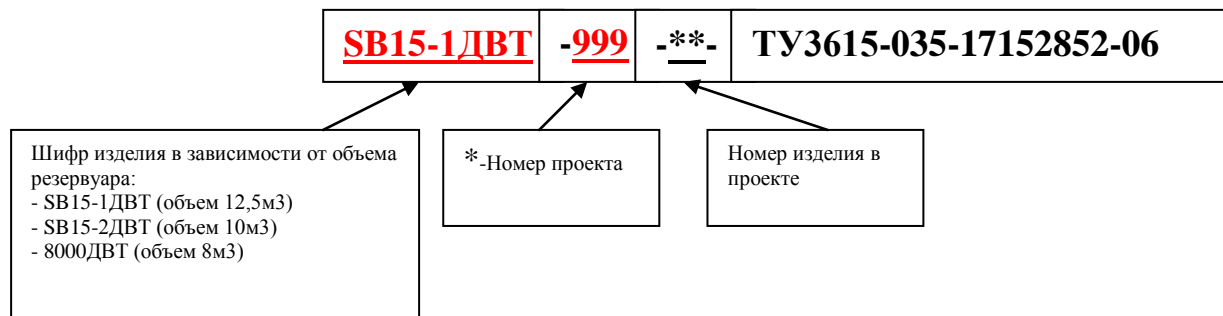 SB15-1ДВТ -999 -**- ТУ3615-035-17152852-06
Шифр изделия в зависимости от объема
резервуара:
- SB15-1ДВТ (объем 12,5м3)
- SB15-2ДВТ (объем 10м3)
- 8000ДВТ (объем 8м3)
*-Номер проекта
Номер изделия в
проекте